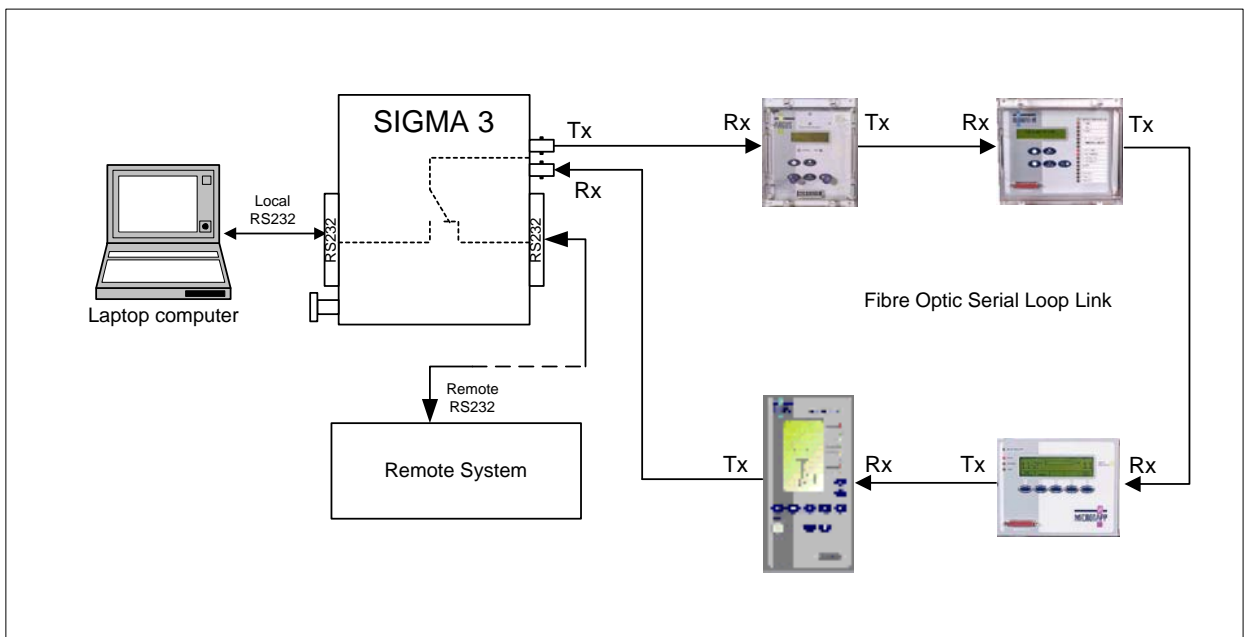 SIGMA 3
Tx
Rx
Rx
Tx
Rx
Tx
Local
RS232
RS232
RS232
Laptop computer
Fibre Optic Serial Loop Link
Remote
RS232
Remote System
Tx
Rx
Tx
Rx
MICROTAPP